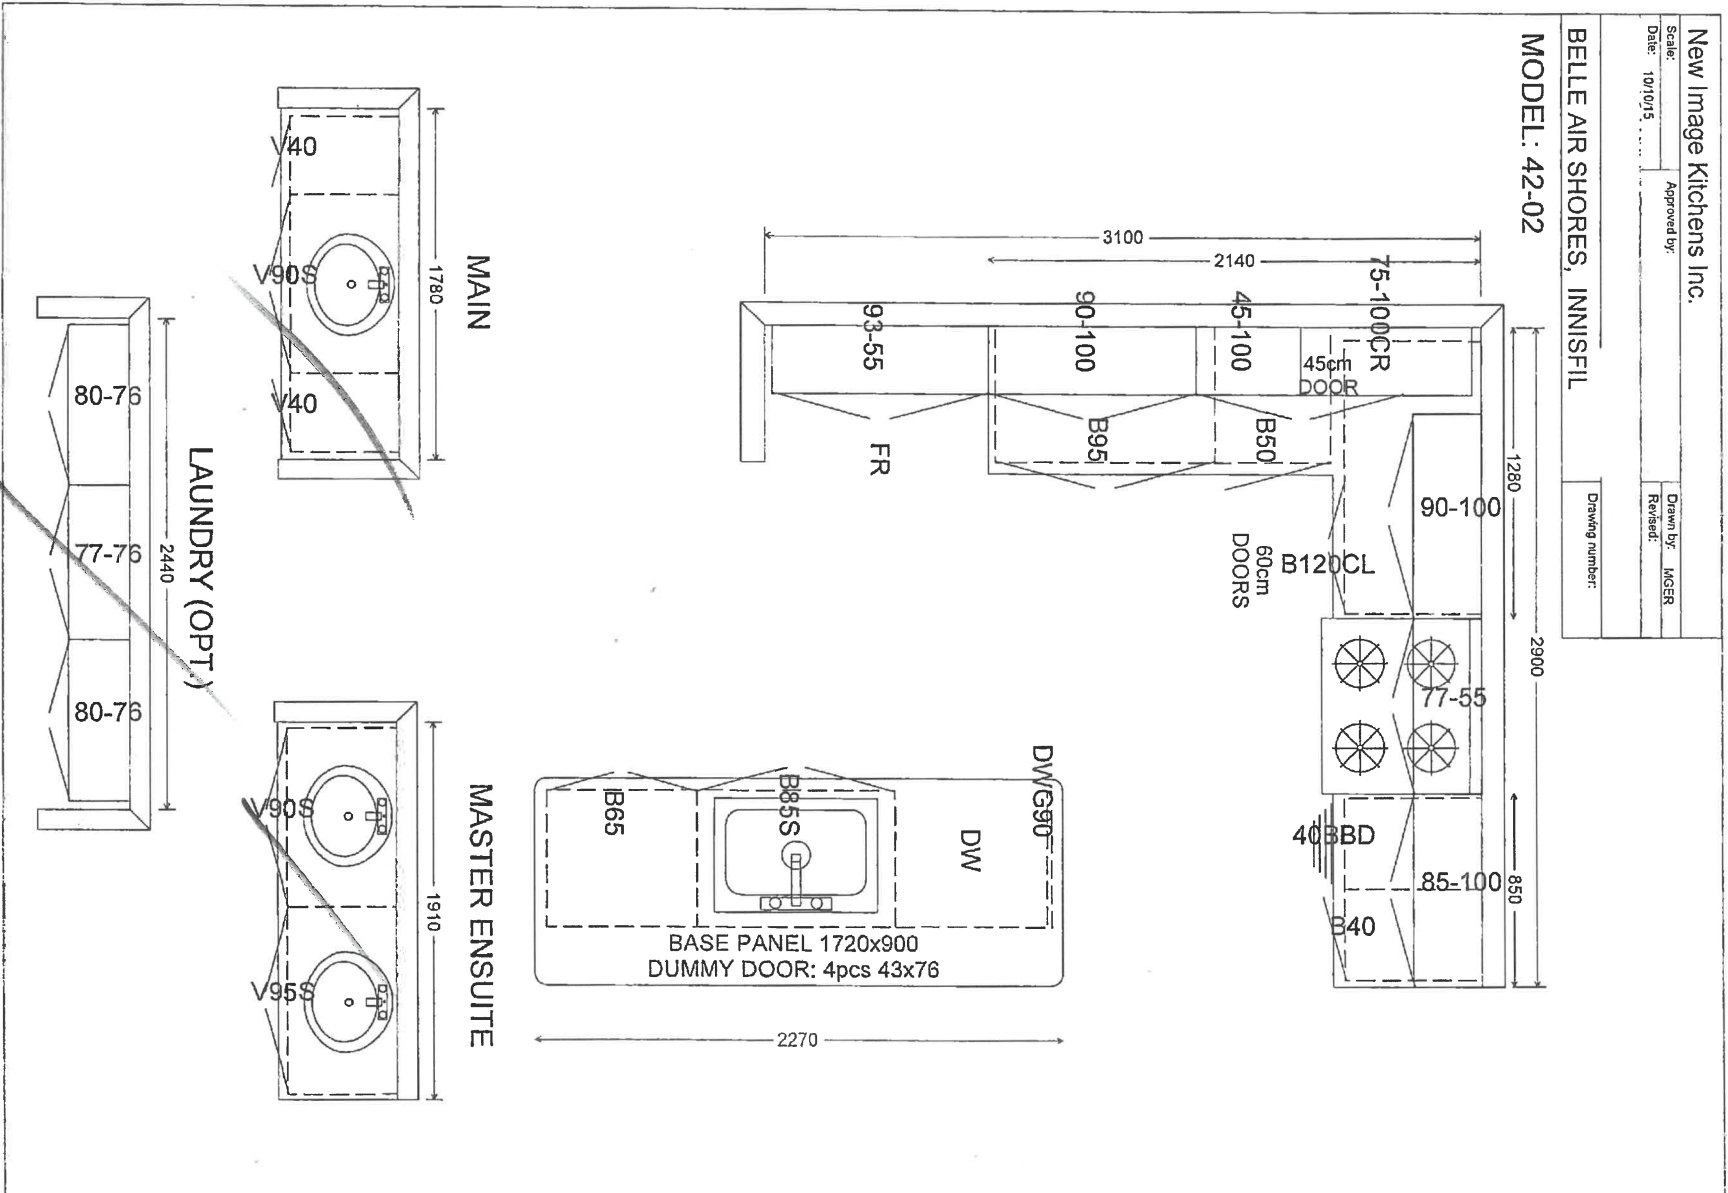 New Image Kitchens Inc.
Scale:
Approved by:
Drawn by: MGER
Date: 10/10/15
Revised:
BELLE AIR SHORES, INNISFIL
Drawing number:
MODEL: 42-02
3100
2140
93-55
90-100
45-100
75-100CR
45cm
DOOR
FR
B95
B50
1280
2900
90-100
B120CL
60cm
DOORS
77-55
40BBD
85-100
850
B40
DWG90
B65
B85S
DW
BASE PANEL 1720x900
DUMMY DOOR: 4pcs 43x76
2270
MAIN
1780
V40
V90S
V40
MASTER ENSUITE
1910
V90S
V95S
LAUNDRY (OPT.)
2440
80-76
77-76
80-76